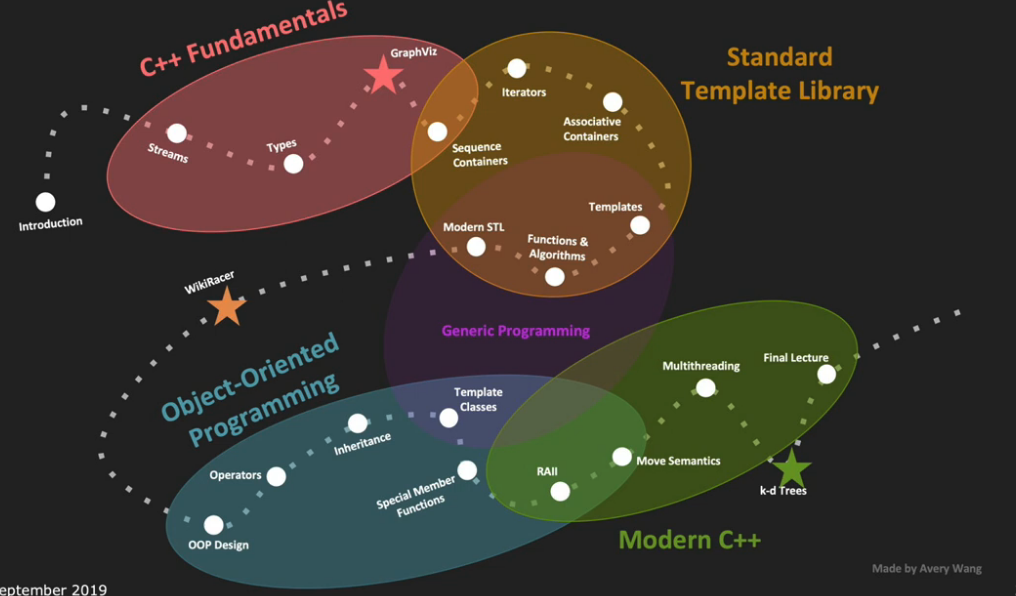 C++ Fundamentals
GraphViz
Standard
Template Library
Iterators
Associative
Containers
Streams
Types
Sequence
Containers
Introduction
Templates
Modern STL
Functions &
Algorithms
WikiRacer
Generic Programming
Object-Oriented
Programming
Multithreading
Final Lecture
Template
Classes
Inheritance
Operators
Special Member
Functions
RAII
Move Semantics
k-d Trees
OOP Design
Modern C++
Made by Avery Wang
eptember 2019